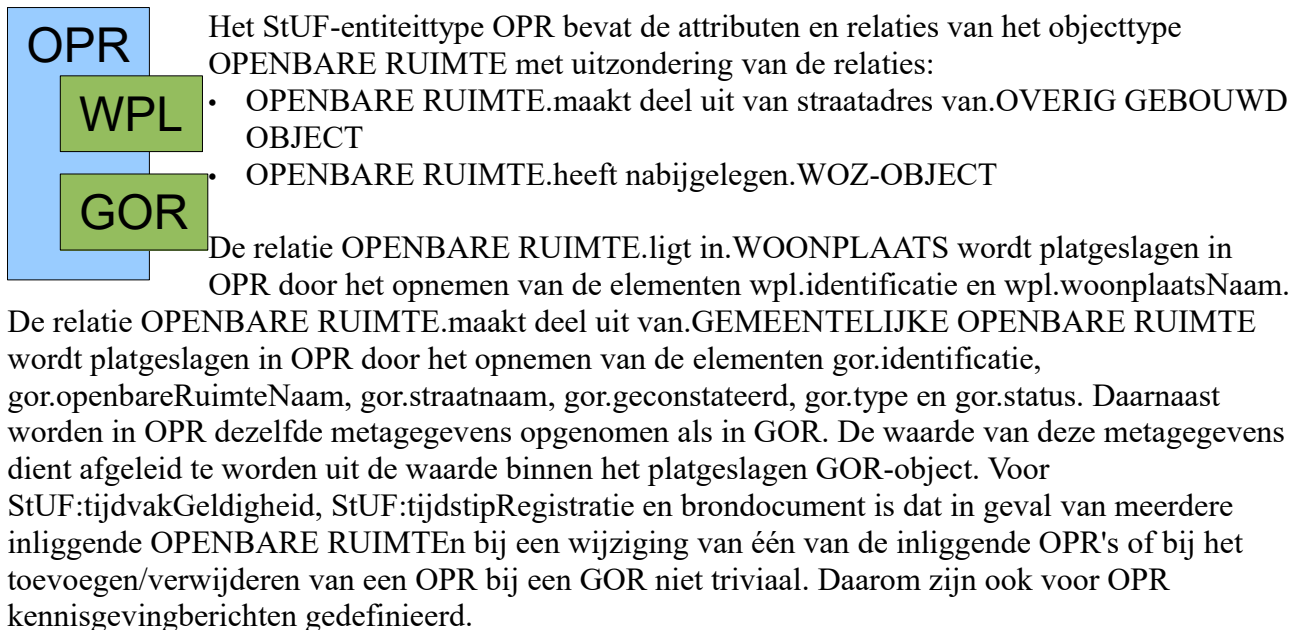 OPR
WPL
GOR
Het StUF-entiteittype OPR bevat de attributen en relaties van het objecttype
OPENBARE RUIMTE met uitzondering van de relaties:
• OPENBARE RUIMTE.maakt deel uit van straatadres van.OVERIG GEBOUWD
OBJECT
• OPENBARE RUIMTE.heeft nabijgelegen.WOZ-OBJECT
De relatie OPENBARE RUIMTE.ligt in.WOONPLAATS wordt platgeslagen in
OPR door het opnemen van de elementen wpl.identificatie en wpl.woonplaatsNaam.
De relatie OPENBARE RUIMTE.maakt deel uit van.GEMEENTELIJKE OPENBARE RUIMTE
wordt platgeslagen in OPR door het opnemen van de elementen gor.identificatie,
gor.openbareRuimteNaam, gor.straatnaam, gor.geconstateerd, gor.type en gor.status. Daarnaast
worden in OPR dezelfde metagegevens opgenomen als in GOR. De waarde van deze metagegevens
dient afgeleid te worden uit de waarde binnen het platgeslagen GOR-object. Voor
StUF:tijdvakGeldigheid, StUF:tijdstipRegistratie en brondocument is dat in geval van meerdere
inliggende OPENBARE RUIMTEn bij een wijziging van één van de inliggende OPR's of bij het
toevoegen/verwijderen van een OPR bij een GOR niet triviaal. Daarom zijn ook voor OPR
kennisgevingberichten gedefinieerd.